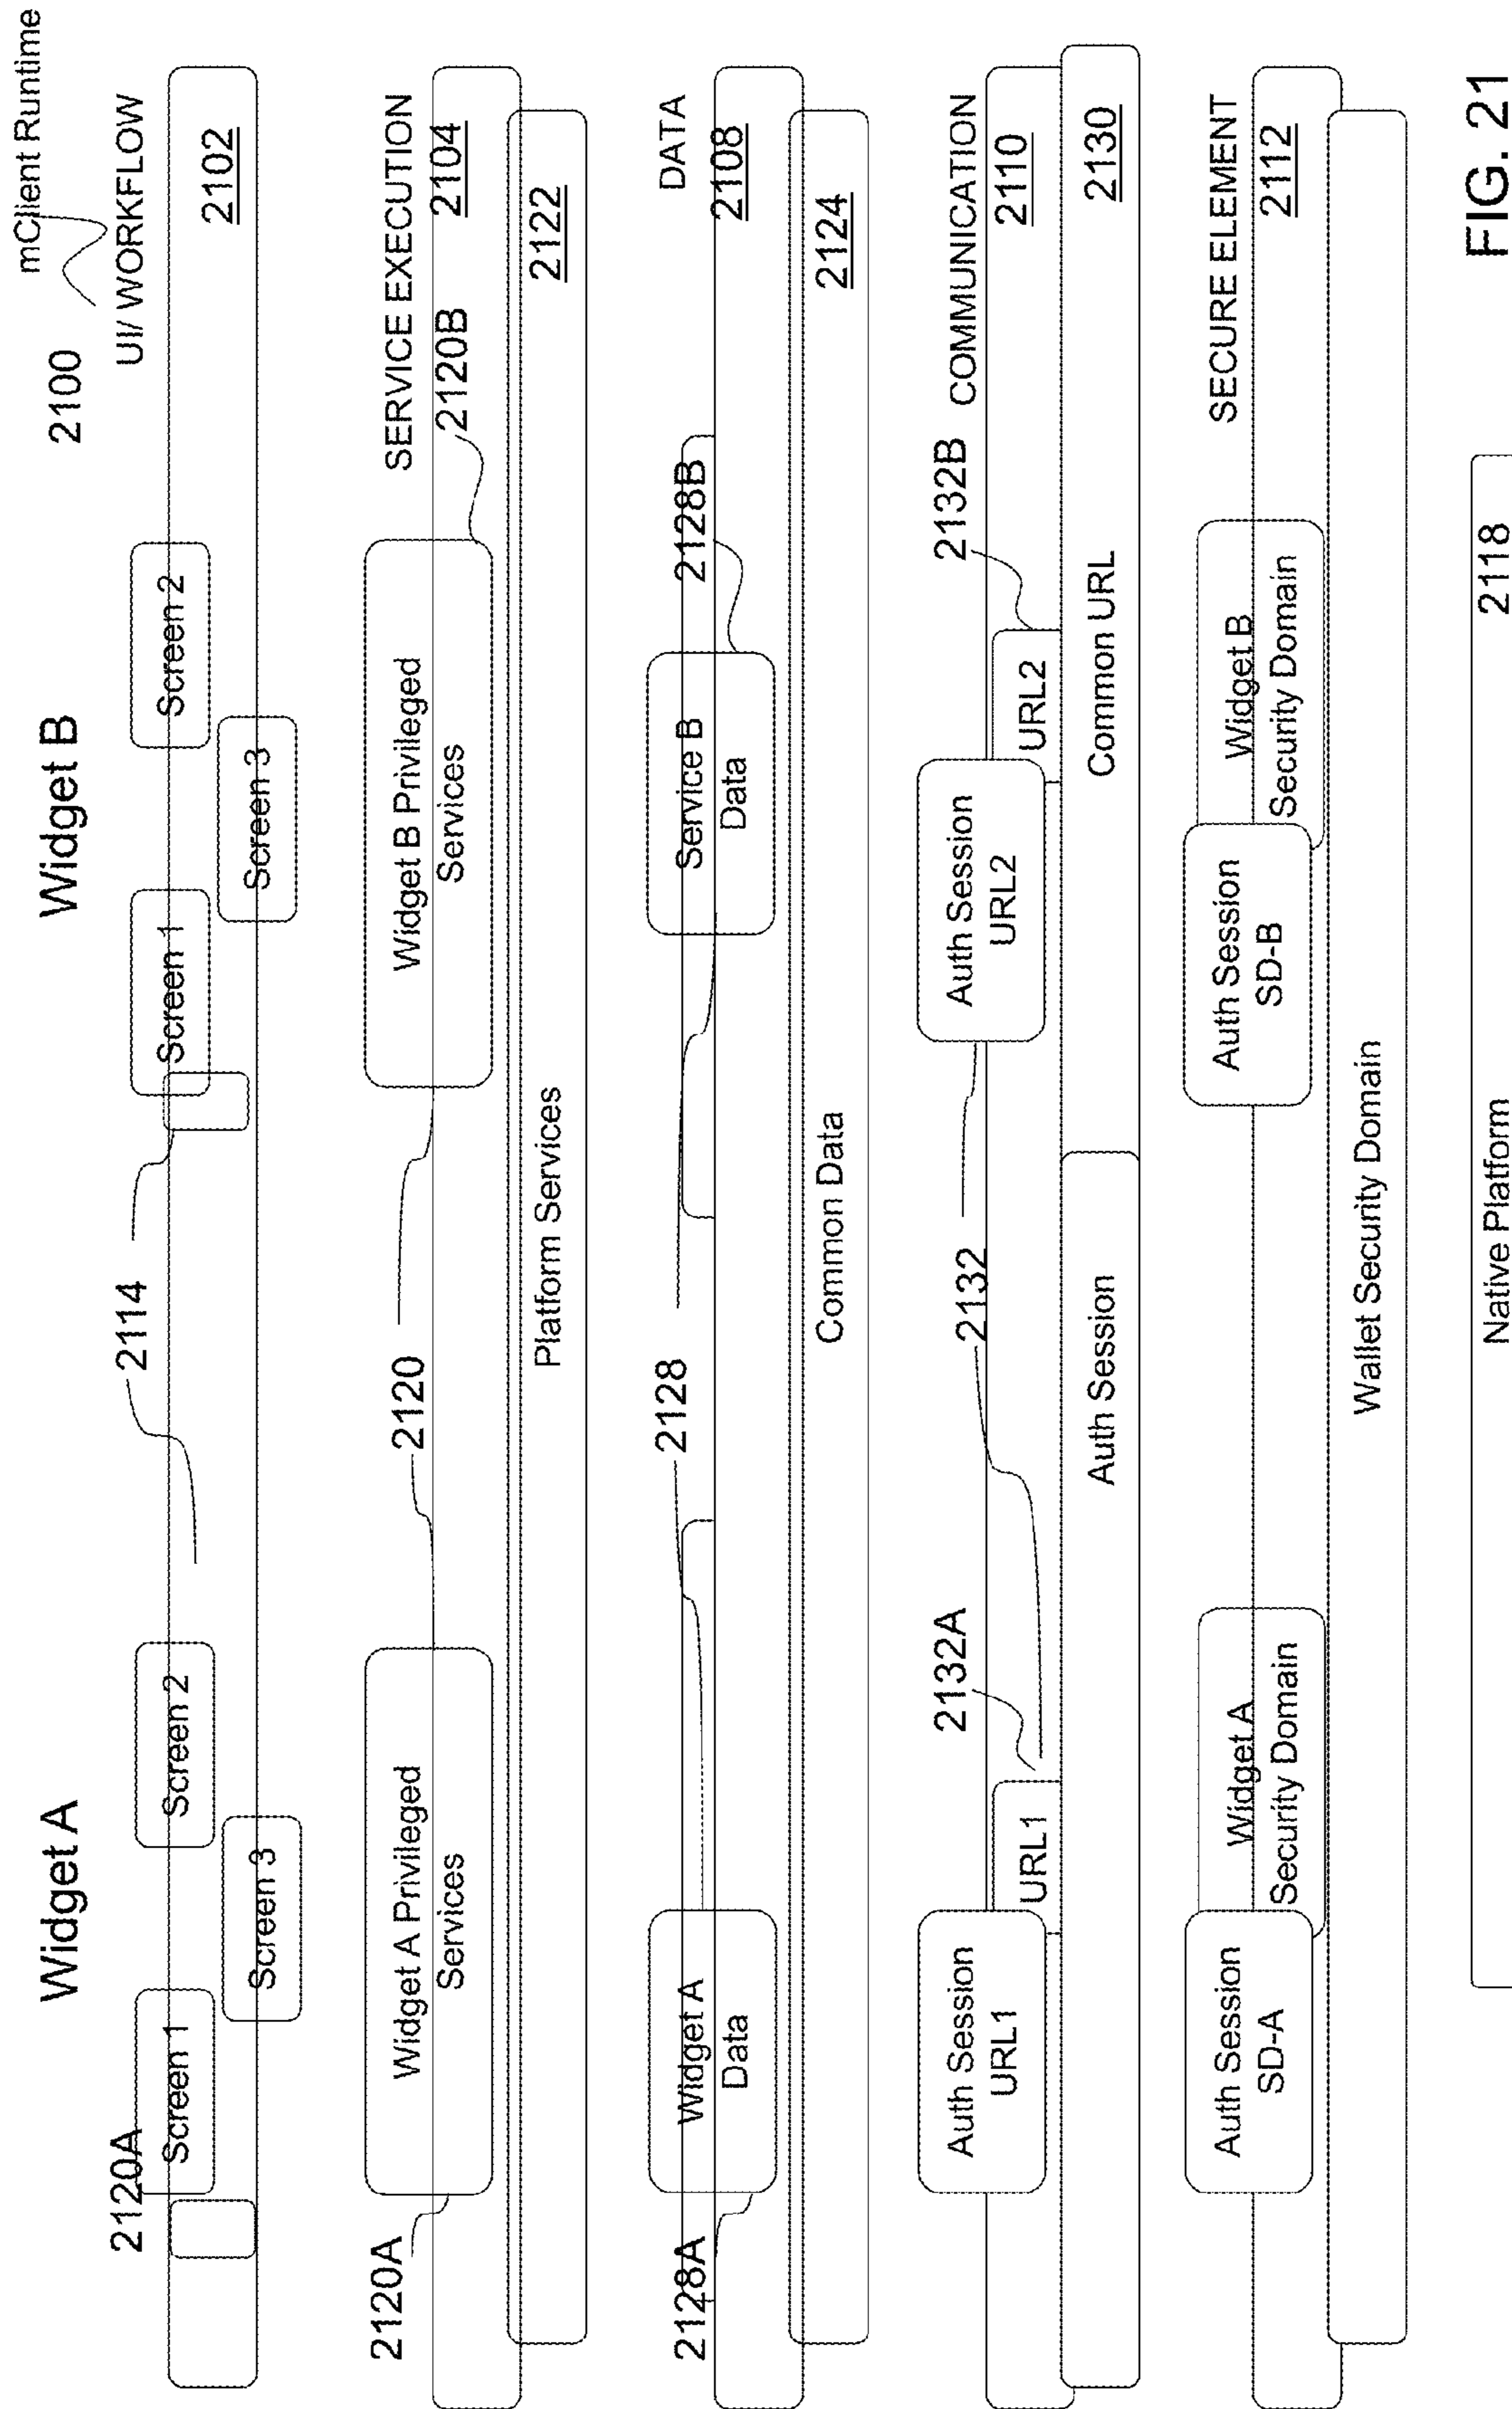 mClient Runtime
2100
Widget A
Widget B
UI/ WORKFLOW
2102
2120A
Screen 1
Screen 2
Screen 3
2114
Screen 1
Screen 2
Screen 3
SERVICE EXECUTION
2104
2120A
Widget A Privileged
Services
2120
Widget B Privileged
Services
2120B
Platform Services
2122
DATA
2108
2128A
Widget A
Data
2128
Service B
Data
2128B
Common Data
2124
COMMUNICATION
2110
Auth Session
URL1
URL1
2132A
2132
Auth Session
URL2
URL2
2132B
Auth Session
Common URL
2130
SECURE ELEMENT
2112
Auth Session
SD-A
Widget A
Security Domain
Auth Session
SD-B
Widget B
Security Domain
Wallet Security Domain
Native Platform
2118
FIG. 21